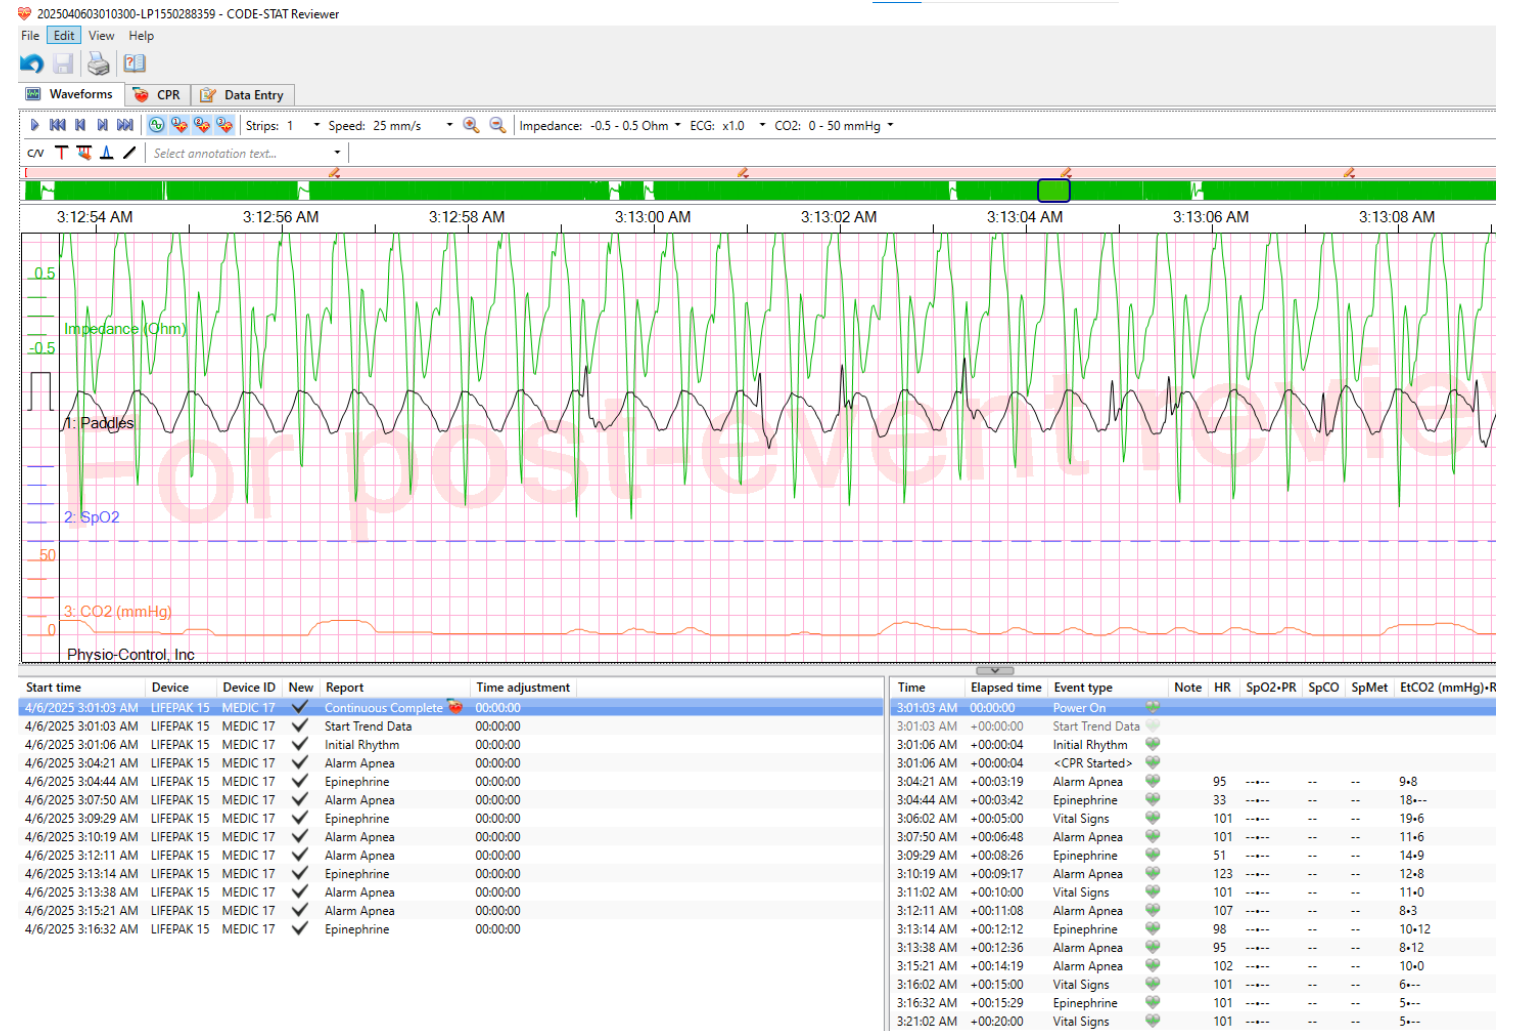 2025040603010300-LP1550288359 - CODE-STAT Reviewer
File Edit View Help
Waveforms CPR Data Entry
Strips: 1 Speed: 25 mm/s Impedance: -0.5 - 0.5 Ohm ECG: x1.0 CO2: 0 - 50 mmHg
C/V Select annotation text...
3:12:54 AM 3:12:56 AM 3:12:58 AM 3:13:00 AM 3:13:02 AM 3:13:04 AM 3:13:06 AM 3:13:08 AM
0.5
Impedance (Ohm)
-0.5
1: Paddles
For post-event review
2: SpO2
50
3: CO2 (mmHg)
0
Physio-Control, Inc
Start time Device Device ID New Report Time adjustment
4/6/2025 3:01:03 AM LIFEPAK 15 MEDIC 17 Continuous Complete 00:00:00
4/6/2025 3:01:03 AM LIFEPAK 15 MEDIC 17 Start Trend Data 00:00:00
4/6/2025 3:01:06 AM LIFEPAK 15 MEDIC 17 Initial Rhythm 00:00:00
4/6/2025 3:04:21 AM LIFEPAK 15 MEDIC 17 Alarm Apnea 00:00:00
4/6/2025 3:04:44 AM LIFEPAK 15 MEDIC 17 Epinephrine 00:00:00
4/6/2025 3:07:50 AM LIFEPAK 15 MEDIC 17 Alarm Apnea 00:00:00
4/6/2025 3:09:29 AM LIFEPAK 15 MEDIC 17 Epinephrine 00:00:00
4/6/2025 3:10:19 AM LIFEPAK 15 MEDIC 17 Alarm Apnea 00:00:00
4/6/2025 3:12:11 AM LIFEPAK 15 MEDIC 17 Alarm Apnea 00:00:00
4/6/2025 3:13:14 AM LIFEPAK 15 MEDIC 17 Epinephrine 00:00:00
4/6/2025 3:13:38 AM LIFEPAK 15 MEDIC 17 Alarm Apnea 00:00:00
4/6/2025 3:15:21 AM LIFEPAK 15 MEDIC 17 Alarm Apnea 00:00:00
4/6/2025 3:16:32 AM LIFEPAK 15 MEDIC 17 Epinephrine 00:00:00
Time Elapsed time Event type Note HR SpO2•PR SpCO SpMet EtCO2 (mmHg)•R
3:01:03 AM 00:00:00 Power On
3:01:03 AM +00:00:00 Start Trend Data
3:01:06 AM +00:00:04 Initial Rhythm
3:01:06 AM +00:00:04 <CPR Started>
3:04:21 AM +00:03:19 Alarm Apnea 95 --•-- -- -- 9•8
3:04:44 AM +00:03:42 Epinephrine 33 --•-- -- -- 18•--
3:06:02 AM +00:05:00 Vital Signs 101 --•-- -- -- 19•6
3:07:50 AM +00:06:48 Alarm Apnea 101 --•-- -- -- 11•6
3:09:29 AM +00:08:26 Epinephrine 51 --•-- -- -- 14•9
3:10:19 AM +00:09:17 Alarm Apnea 123 --•-- -- -- 12•8
3:11:02 AM +00:10:00 Vital Signs 101 --•-- -- -- 11•0
3:12:11 AM +00:11:08 Alarm Apnea 107 --•-- -- -- 8•3
3:13:14 AM +00:12:12 Epinephrine 98 --•-- -- -- 10•12
3:13:38 AM +00:12:36 Alarm Apnea 95 --•-- -- -- 8•12
3:15:21 AM +00:14:19 Alarm Apnea 102 --•-- -- -- 10•0
3:16:02 AM +00:15:00 Vital Signs 101 --•-- -- -- 6•--
3:16:32 AM +00:15:29 Epinephrine 101 --•-- -- -- 5•--
3:21:02 AM +00:20:00 Vital Signs 101 --•-- -- -- 5•--